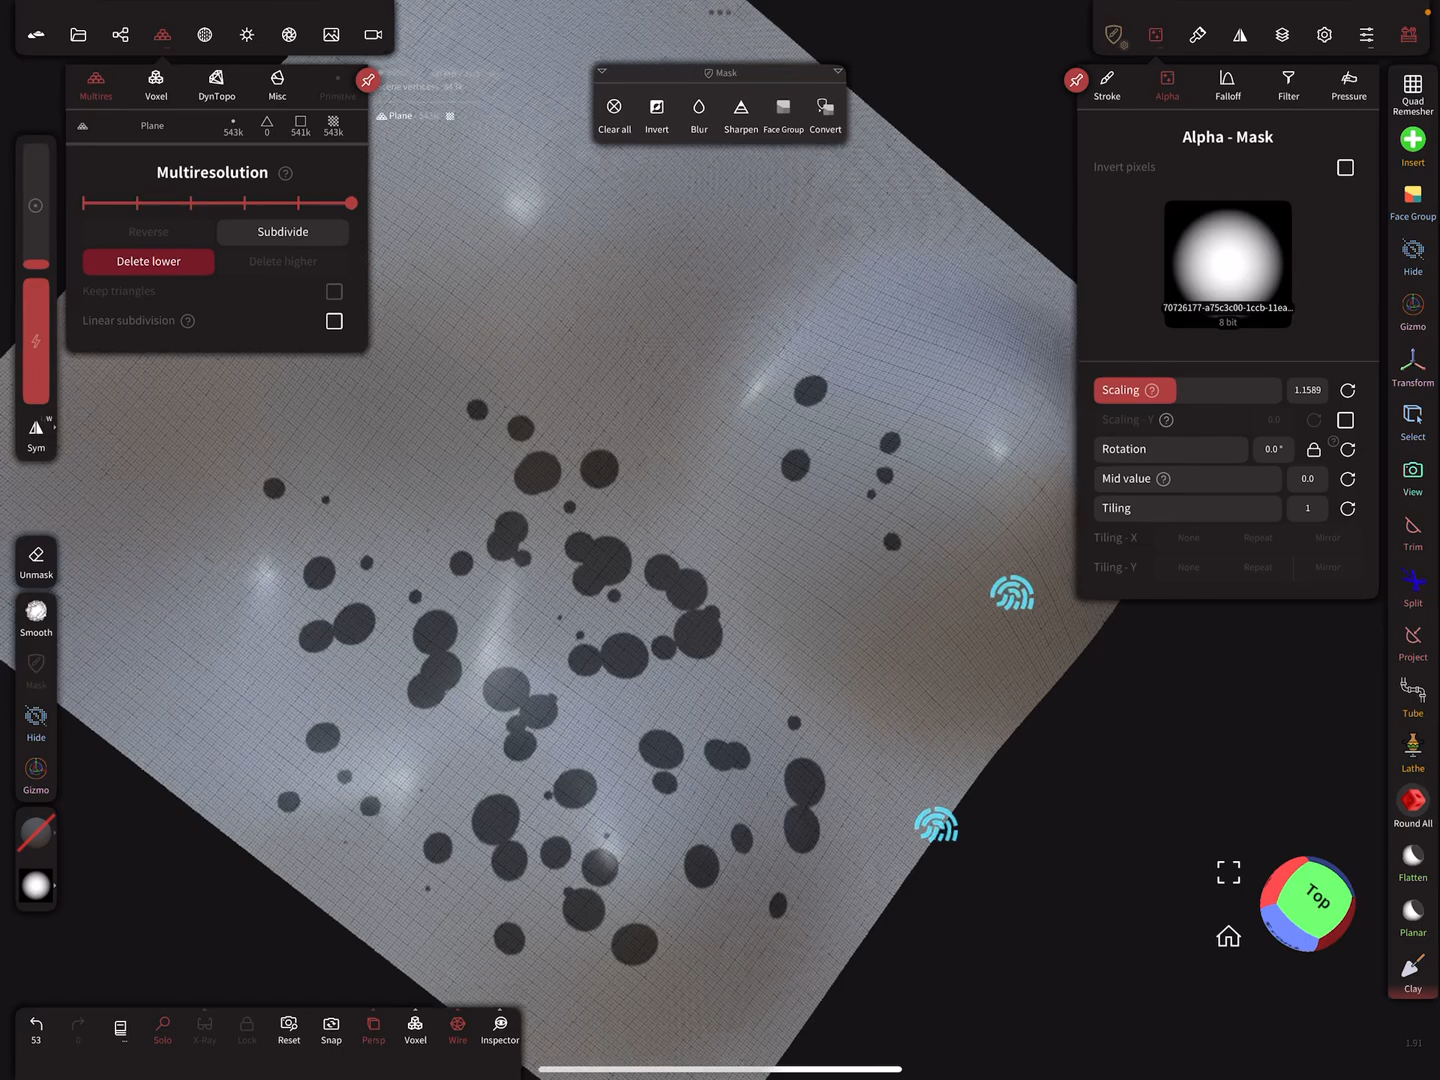 Multires
Voxel
DynTopo
Misc
Primitive
Scene vertices: 543k
Plane
543k
0
541k
543k
Plane - 543k
Multiresolution ?
Reverse
Subdivide
Delete lower
Delete higher
Keep triangles
Linear subdivision ?
W
Sym
Mask
Clear all
Invert
Blur
Sharpen
Face Group
Convert
Stroke
Alpha
Falloff
Filter
Pressure
Alpha - Mask
Invert pixels
70726177-a75c3c00-1ccb-11ea...
8 bit
Scaling ? 1.1589
Scaling - Y ? 0.0
Rotation 0.0 ° ?
Mid value ? 0.0
Tiling 1
Tiling - X None Repeat Mirror
Tiling - Y None Repeat Mirror
Quad Remesher
Insert
Face Group
Hide
Gizmo
Transform
Select
View
Trim
Split
Project
Tube
Lathe
Round All
Flatten
Planar
Clay
Unmask
Smooth
Mask
Hide
Gizmo
Top
53
0
...
Solo
X-Ray
Lock
Reset
Snap
Persp
Voxel
Wire
Inspector
1.91